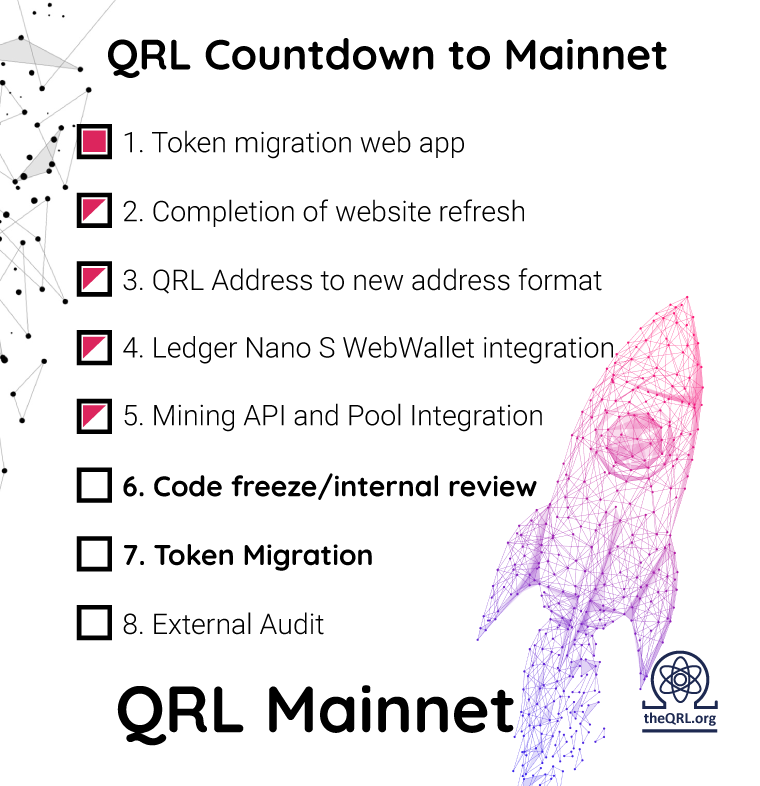 QRL Countdown to Mainnet
1. Token migration web app
2. Completion of website refresh
3. QRL Address to new address format
4. Ledger Nano S WebWallet integration
5. Mining API and Pool Integration
6. Code freeze/internal review
7. Token Migration
8. External Audit
QRL Mainnet
theQRL.org